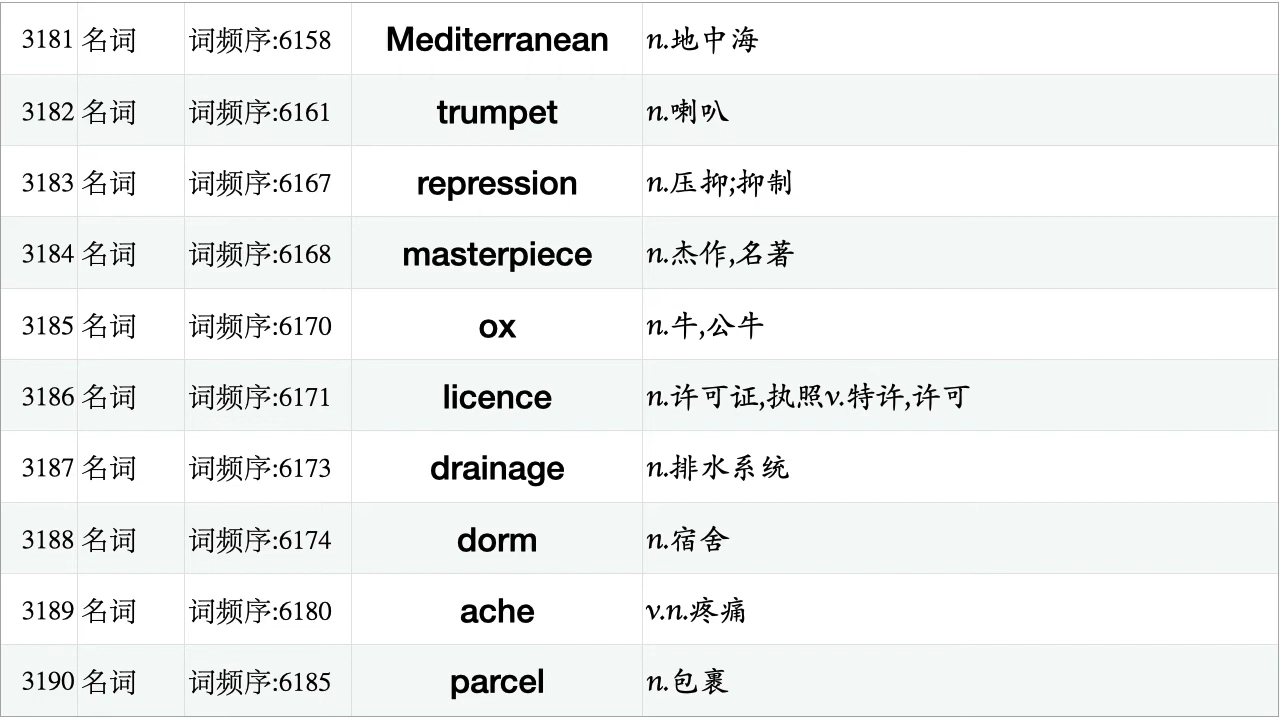 3181 名词 词频序:6158 Mediterranean n.地中海
3182 名词 词频序:6161 trumpet n.喇叭
3183 名词 词频序:6167 repression n.压抑;抑制
3184 名词 词频序:6168 masterpiece n.杰作,名著
3185 名词 词频序:6170 ox n.牛,公牛
3186 名词 词频序:6171 licence n.许可证,执照v.特许,许可
3187 名词 词频序:6173 drainage n.排水系统
3188 名词 词频序:6174 dorm n.宿舍
3189 名词 词频序:6180 ache v.n.疼痛
3190 名词 词频序:6185 parcel n.包裹